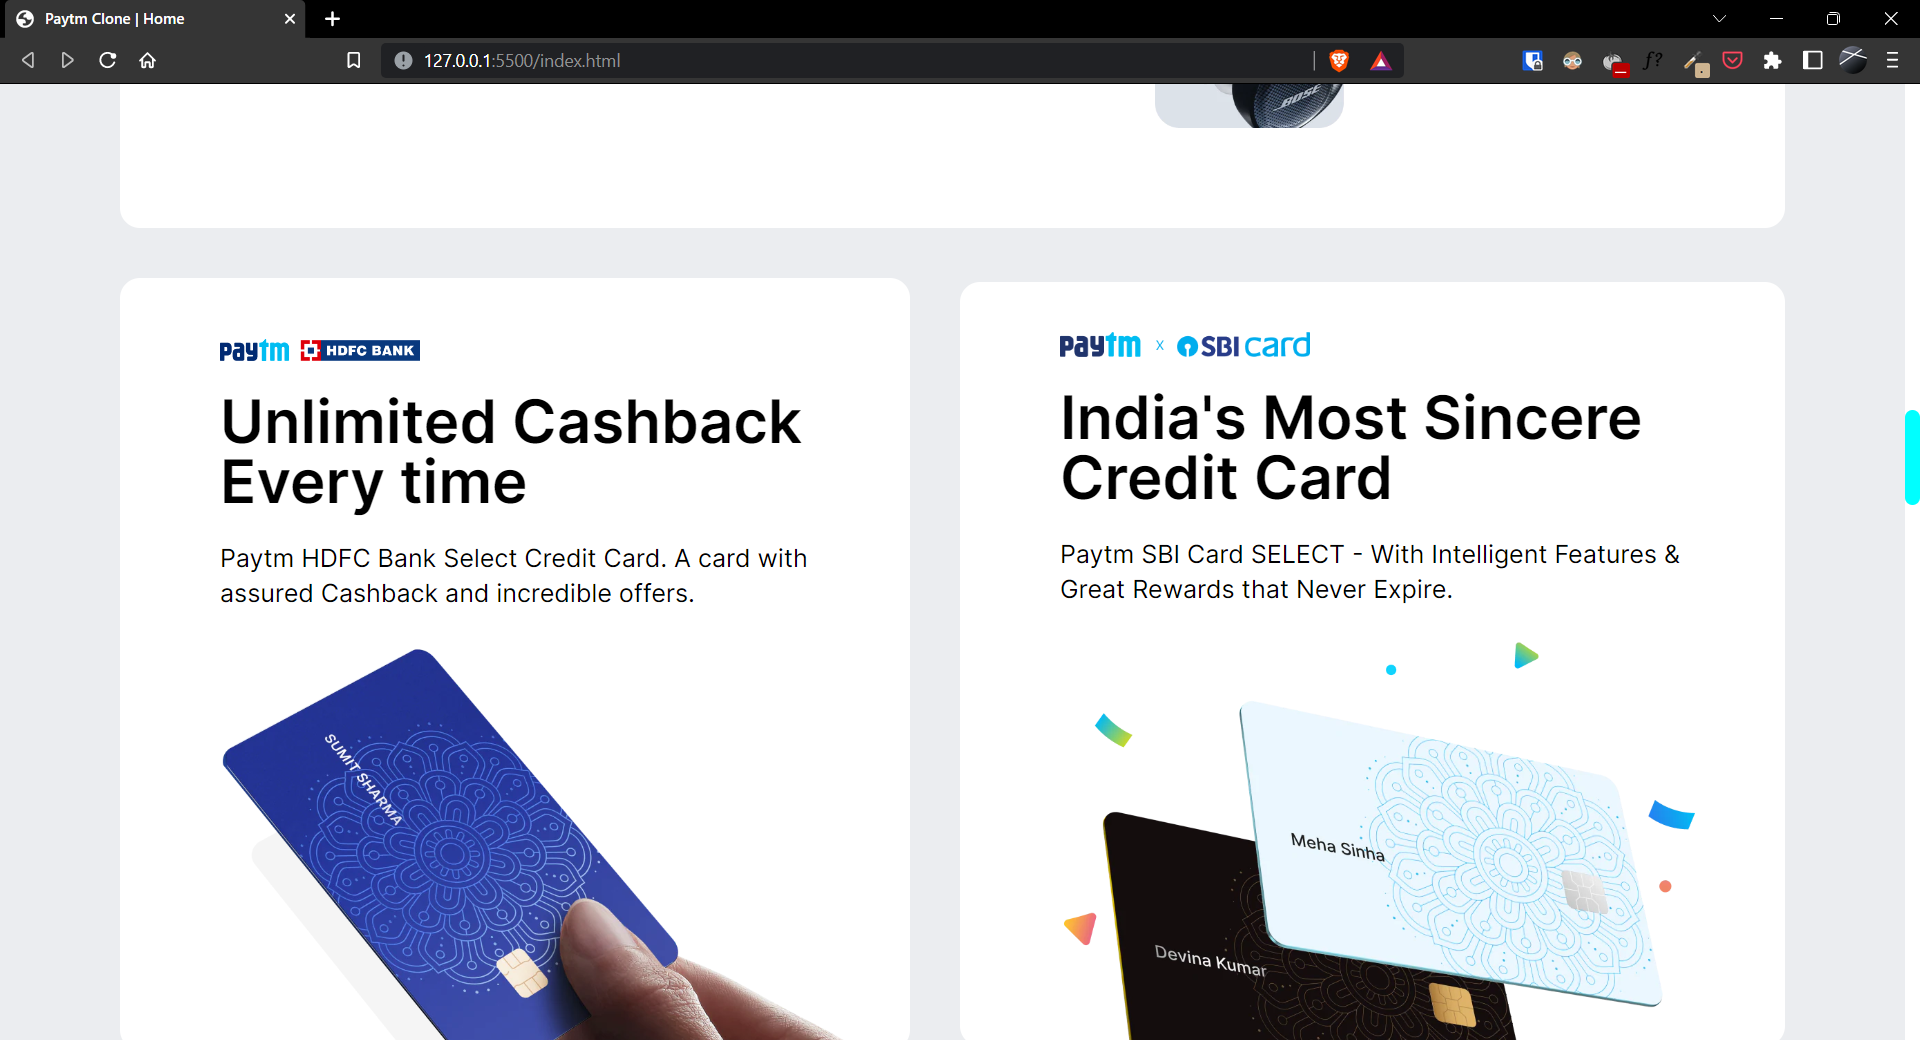 Paytm Clone | Home
127.0.0.1:5500/index.html
f?
BOSE
paytm HDFC BANK
Unlimited Cashback
Every time
Paytm HDFC Bank Select Credit Card. A card with
assured Cashback and incredible offers.
SUMIT SHARMA
paytm x SBI card
India's Most Sincere
Credit Card
Paytm SBI Card SELECT - With Intelligent Features &
Great Rewards that Never Expire.
Meha Sinha
Devina Kumar